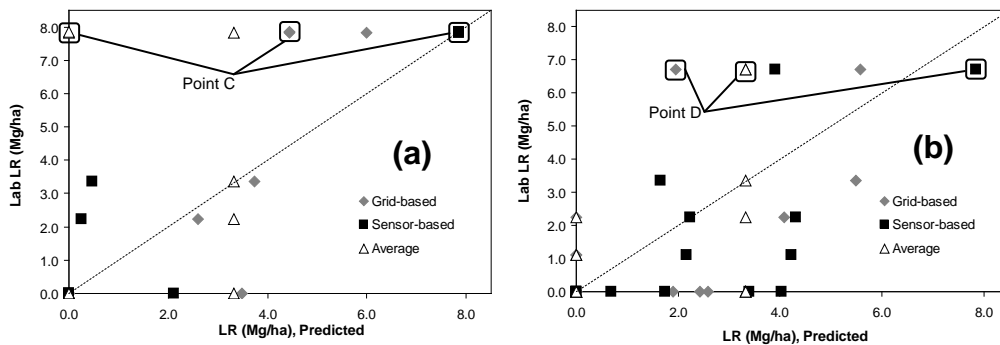 9.0
8.0
7.0
6.0
5.0
4.0
3.0
2.0
1.0
0.0
Lab LR (Mg/ha)
Point C
(a)
Grid-based
Sensor-based
Average
0.0 2.0 4.0 6.0 8.0
LR (Mg/ha), Predicted
9.0
8.0
7.0
6.0
5.0
4.0
3.0
2.0
1.0
0.0
Lab LR (Mg/ha)
Point D
(b)
Grid-based
Sensor-based
Average
0.0 2.0 4.0 6.0 8.0
LR (Mg/ha), Predicted